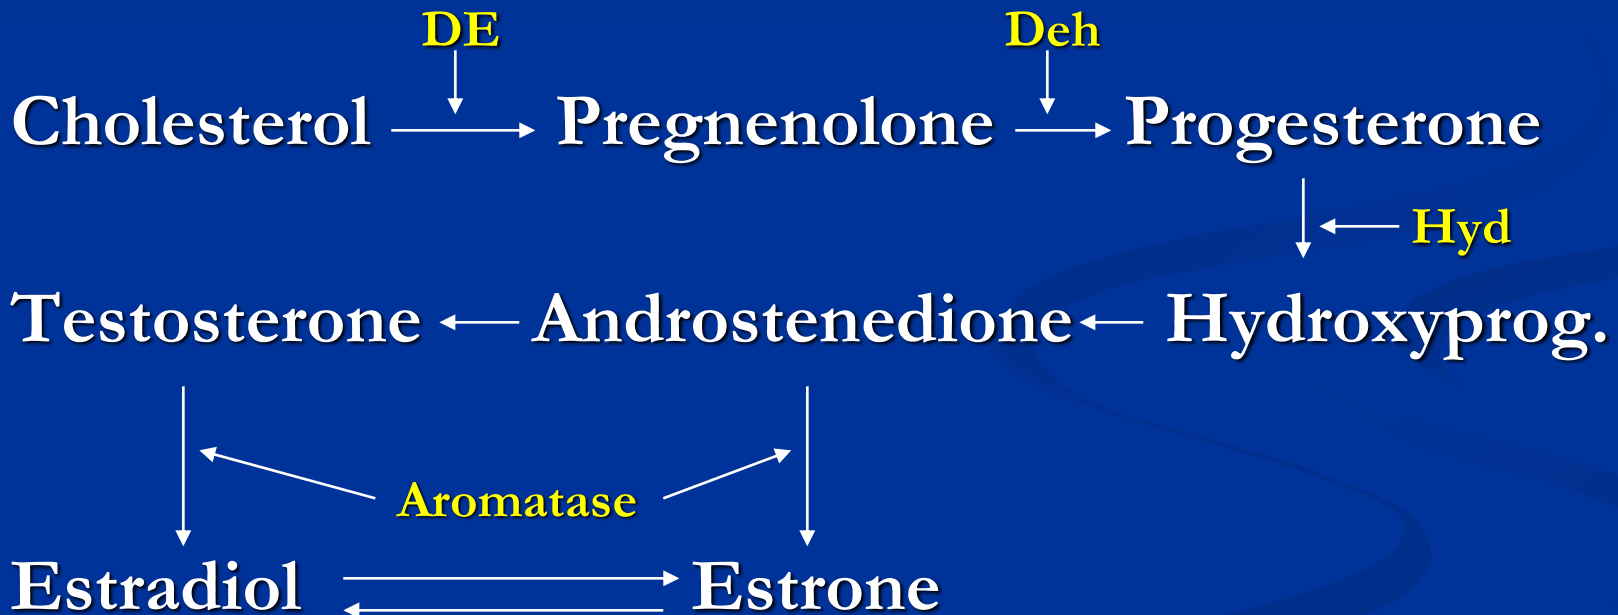 DE Deh
Cholesterol Pregnenolone Progesterone
Hyd
Testosterone Androstenedione Hydroxyprog.
Aromatase
Estradiol Estrone